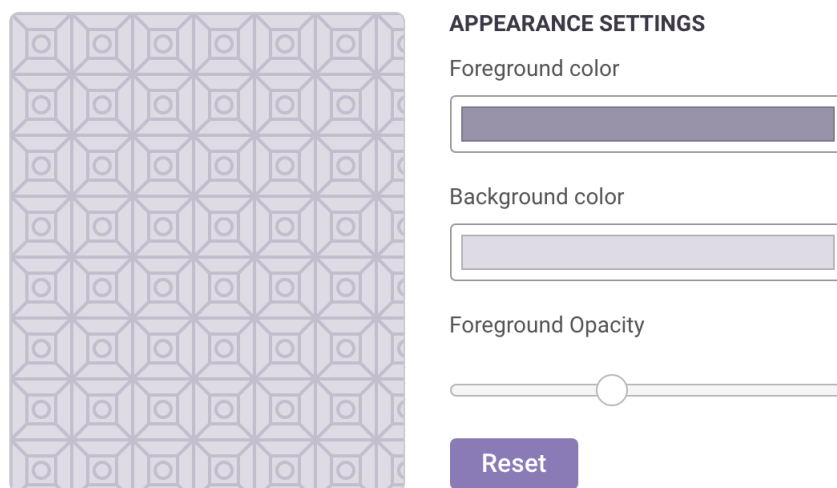 APPEARANCE SETTINGS
Foreground color
Background color
Foreground Opacity
Reset